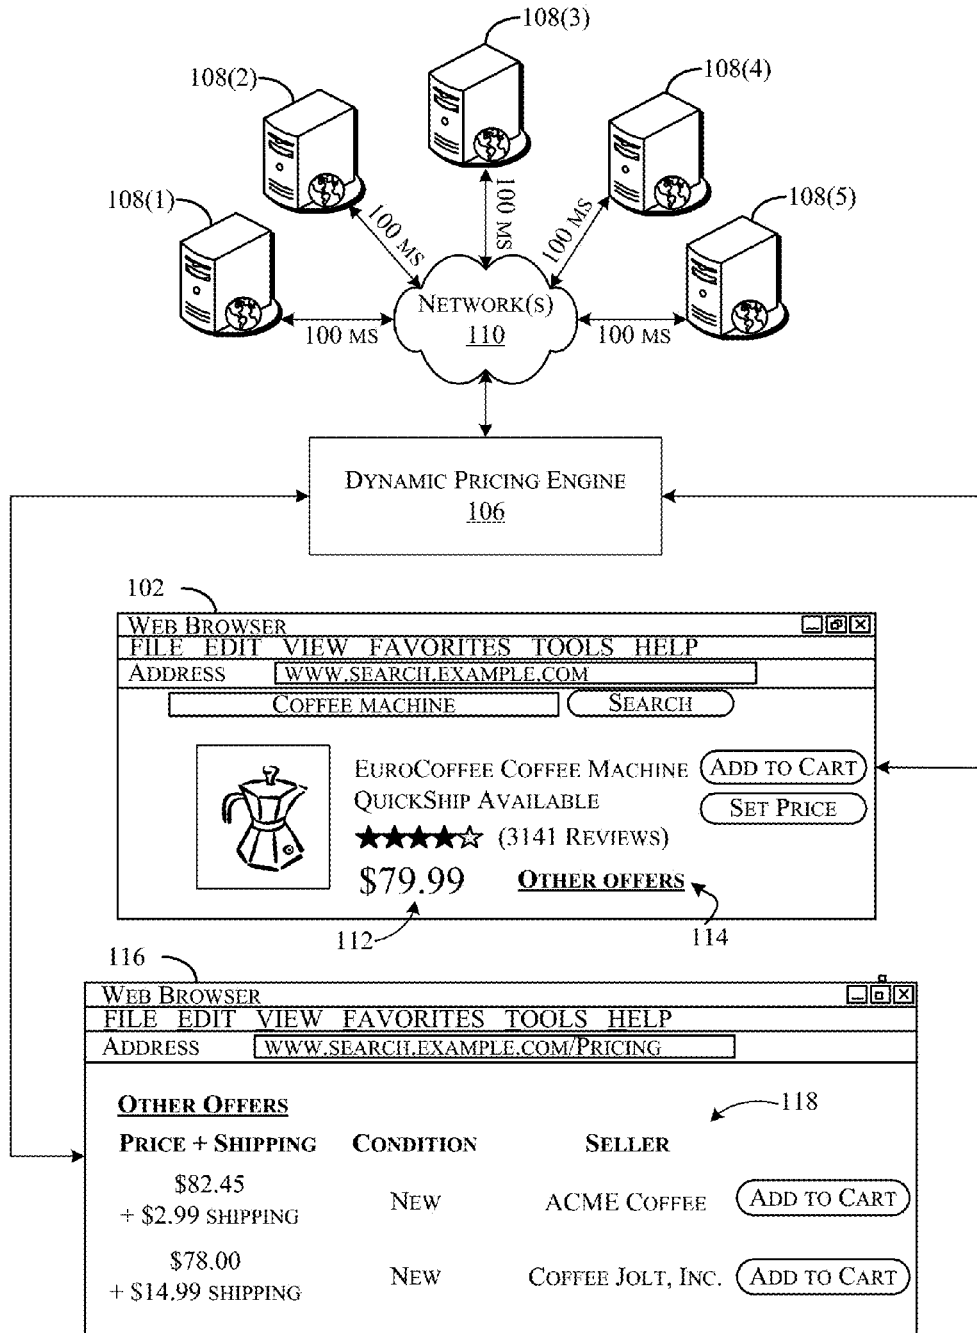 108(3)
108(2)
108(4)
108(1)
108(5)
100 MS
100 MS
100 MS
100 MS
100 MS
NETWORK(S)
110
DYNAMIC PRICING ENGINE
106
102
WEB BROWSER
FILE EDIT VIEW FAVORITES TOOLS HELP
ADDRESS WWW.SEARCH.EXAMPLE.COM
COFFEE MACHINE SEARCH
EUROCOFFEE COFFEE MACHINE ADD TO CART
QUICKSHIP AVAILABLE SET PRICE
(3141 REVIEWS)
$79.99 OTHER OFFERS
112 114
116
WEB BROWSER
FILE EDIT VIEW FAVORITES TOOLS HELP
ADDRESS WWW.SEARCH.EXAMPLE.COM/PRICING
OTHER OFFERS 118
PRICE + SHIPPING CONDITION SELLER
$82.45
+ $2.99 SHIPPING NEW ACME COFFEE ADD TO CART
$78.00
+ $14.99 SHIPPING NEW COFFEE JOLT, INC. ADD TO CART